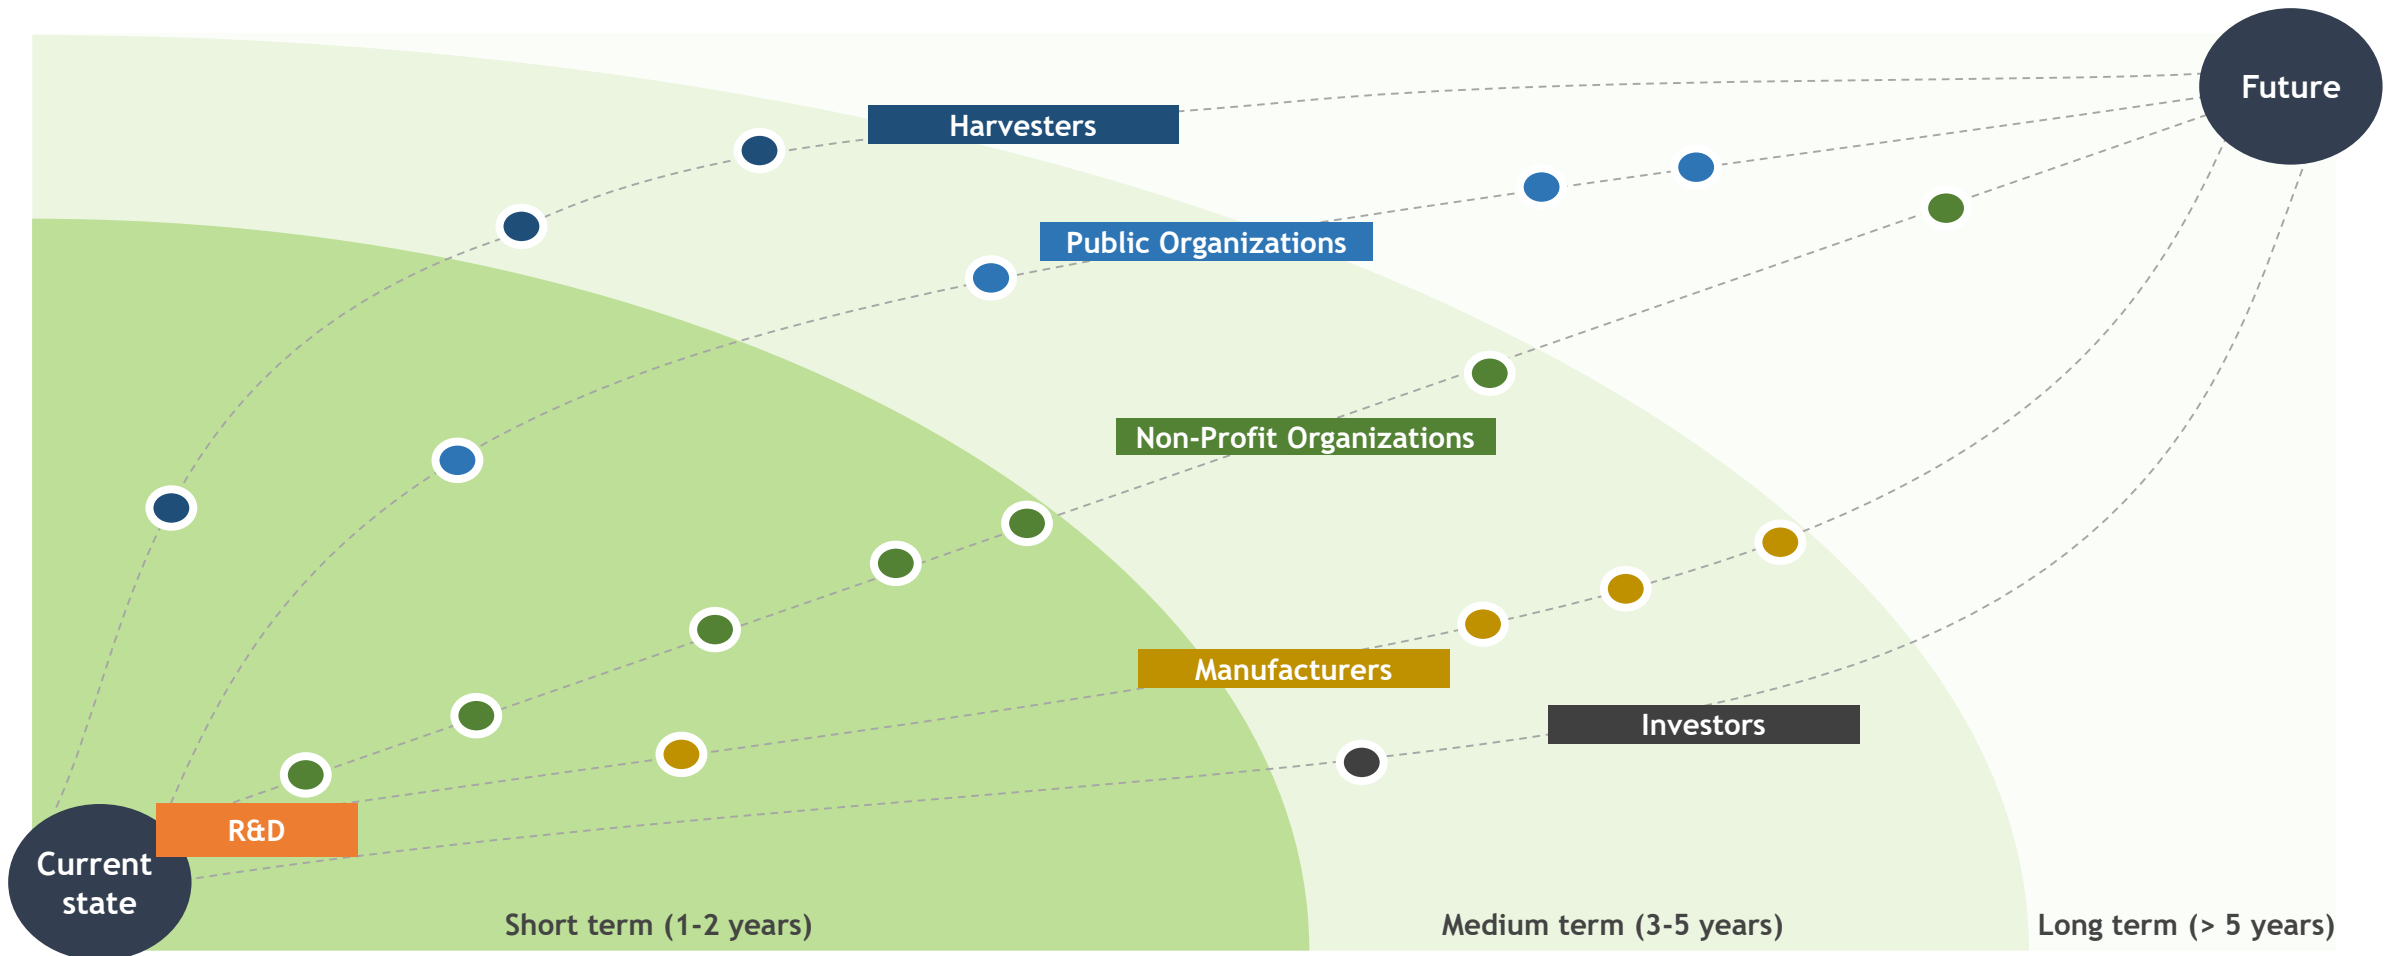 Future
Harvesters
Public Organizations
Non-Profit Organizations
Manufacturers
Investors
R&D
Current
state
Short term (1-2 years)
Medium term (3-5 years)
Long term (> 5 years)